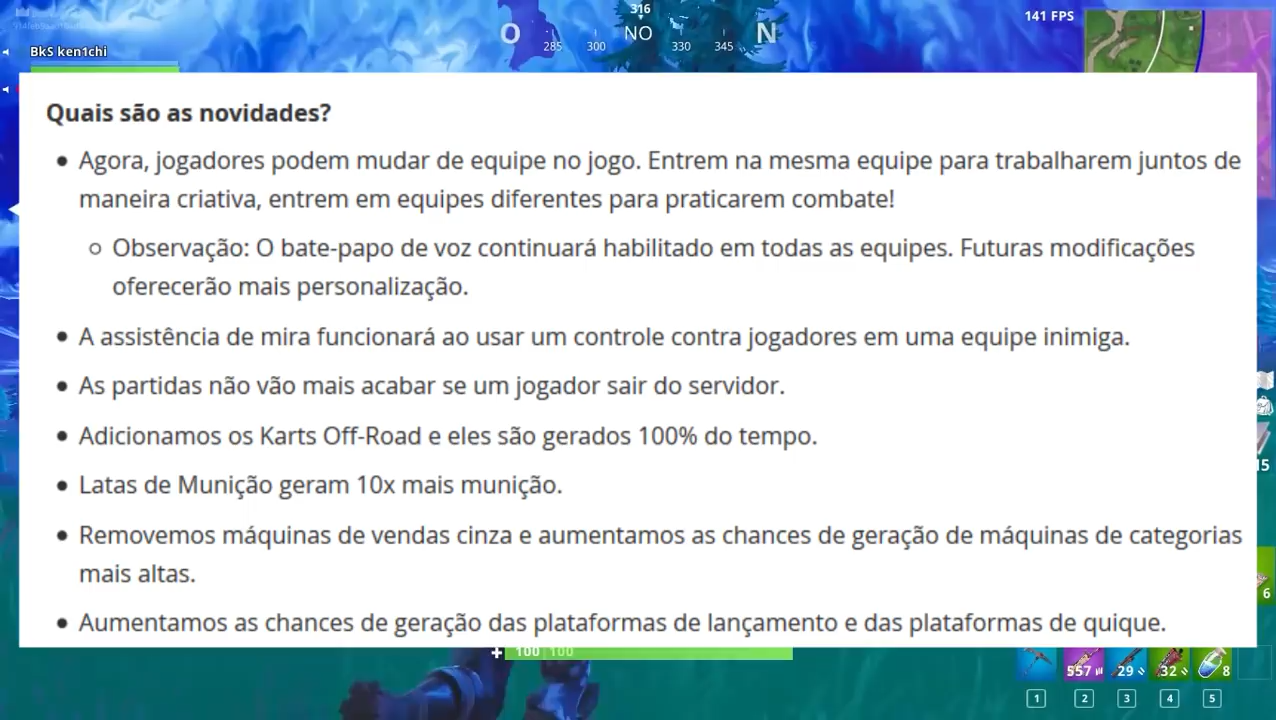 316
141 FPS
O 285 300 NO 330 345 N
BkS ken1chi
Quais são as novidades?
• Agora, jogadores podem mudar de equipe no jogo. Entrem na mesma equipe para trabalharem juntos de
maneira criativa, entrem em equipes diferentes para praticarem combate!
○ Observação: O bate-papo de voz continuará habilitado em todas as equipes. Futuras modificações
oferecerão mais personalização.
• A assistência de mira funcionará ao usar um controle contra jogadores em uma equipe inimiga.
• As partidas não vão mais acabar se um jogador sair do servidor.
• Adicionamos os Karts Off-Road e eles são gerados 100% do tempo.
15
• Latas de Munição geram 10x mais munição.
• Removemos máquinas de vendas cinza e aumentamos as chances de geração de máquinas de categorias
mais altas.
6
• Aumentamos as chances de geração das plataformas de lançamento e das plataformas de quique.
+ 100 | 100
557 29 32 8
1 2 3 4 5